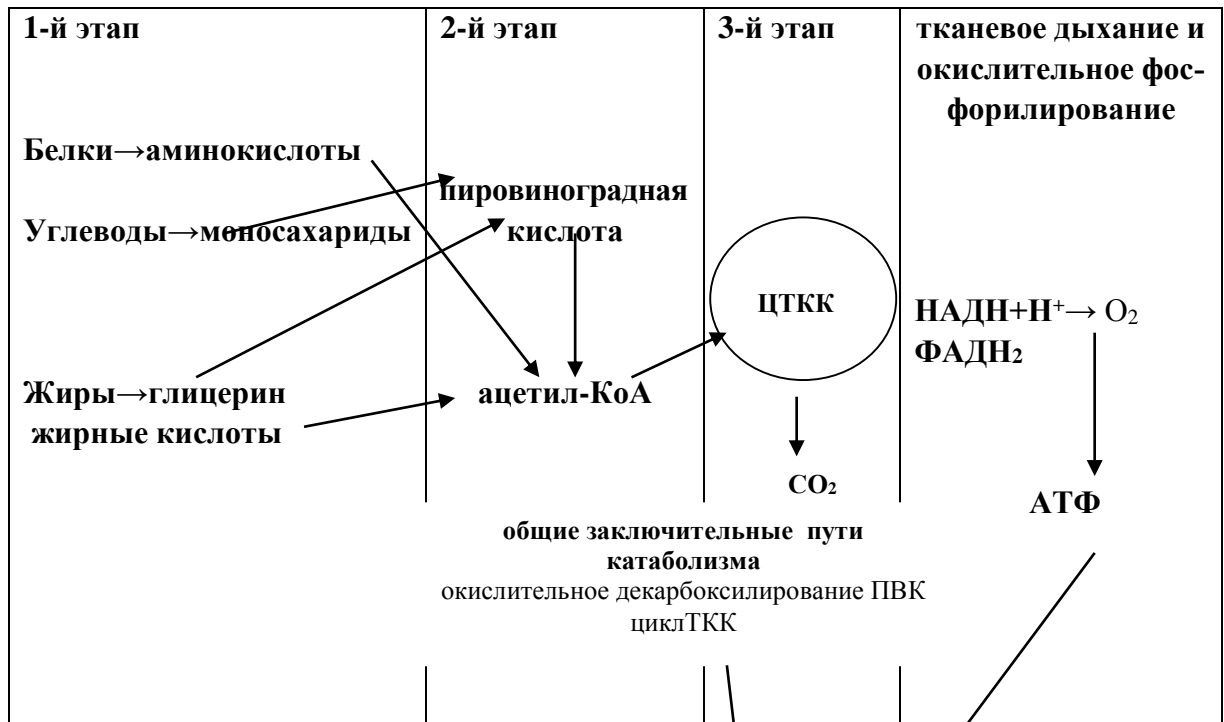 1-й этап
Белки→аминокислоты
Углеводы→моносахариды
Жиры→глицерин
жирные кислоты
2-й этап
пировиноградная
кислота
ацетил-КоА
3-й этап
ЦТКК
CO₂
тканевое дыхание и
окислительное фос-
форилирование
НАДН+Н⁺→ O₂
ФАДН₂
АТФ
общие заключительные пути
катаболизма
окислительное декарбоксилирование ПВК
циклТКК